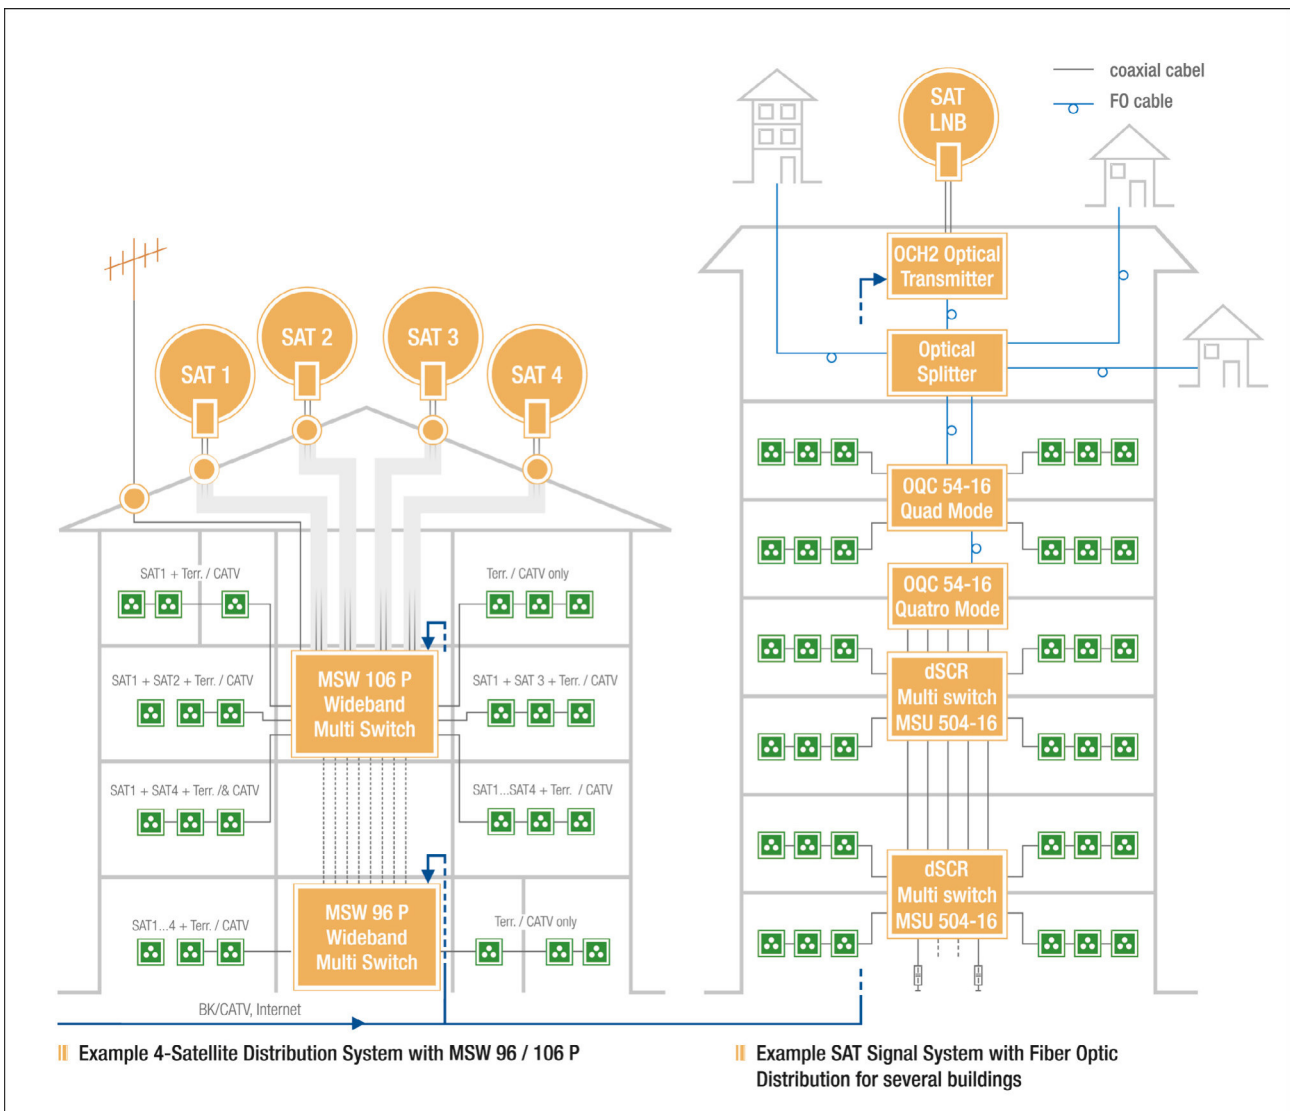 coaxial cabel
FO cable
SAT
LNB
OCH2 Optical
Transmitter
Optical
Splitter
OQC 54-16
Quad Mode
OQC 54-16
Quatro Mode
dSCR
Multi switch
MSU 504-16
dSCR
Multi switch
MSU 504-16
SAT 1
SAT 2
SAT 3
SAT 4
SAT1 + Terr. / CATV
Terr. / CATV only
MSW 106 P
Wideband
Multi Switch
SAT1 + SAT2 + Terr. / CATV
SAT1 + SAT 3 + Terr. / CATV
SAT1 + SAT4 + Terr. /& CATV
SAT1...SAT4 + Terr. / CATV
MSW 96 P
Wideband
Multi Switch
SAT1...4 + Terr. / CATV
Terr. / CATV only
BK/CATV, Internet
Example 4-Satellite Distribution System with MSW 96 / 106 P
Example SAT Signal System with Fiber Optic
Distribution for several buildings